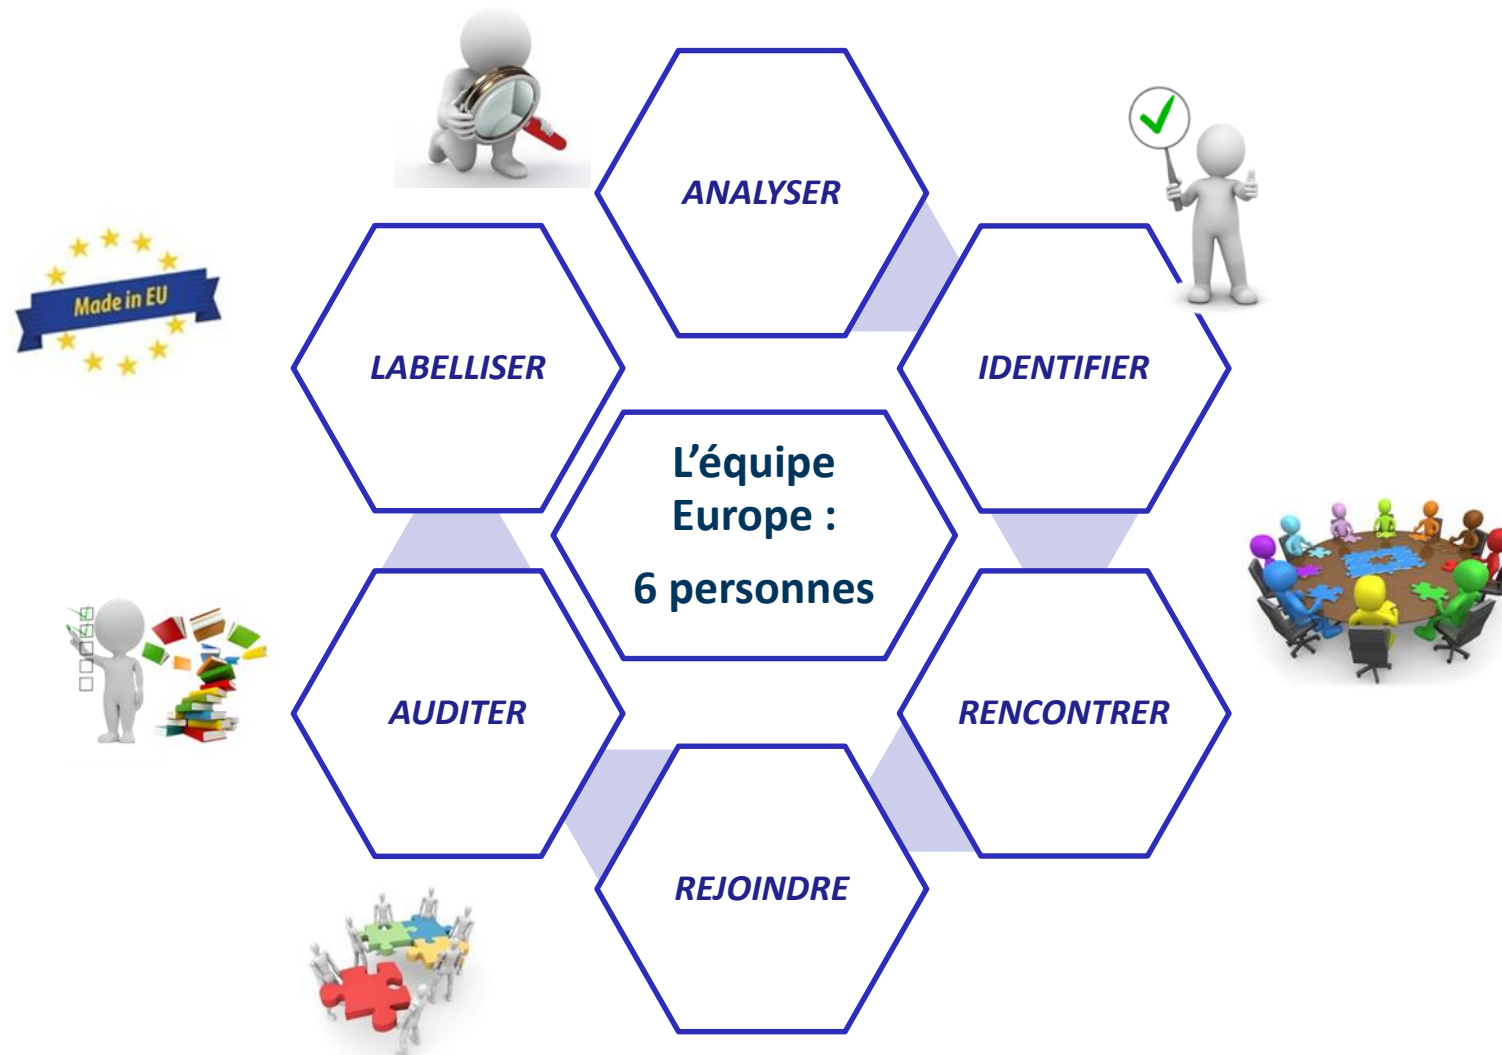 ANALYSER
Made in EU
LABELLISER
IDENTIFIER
L’équipe
Europe :
6 personnes
AUDITER
RENCONTRER
REJOINDRE